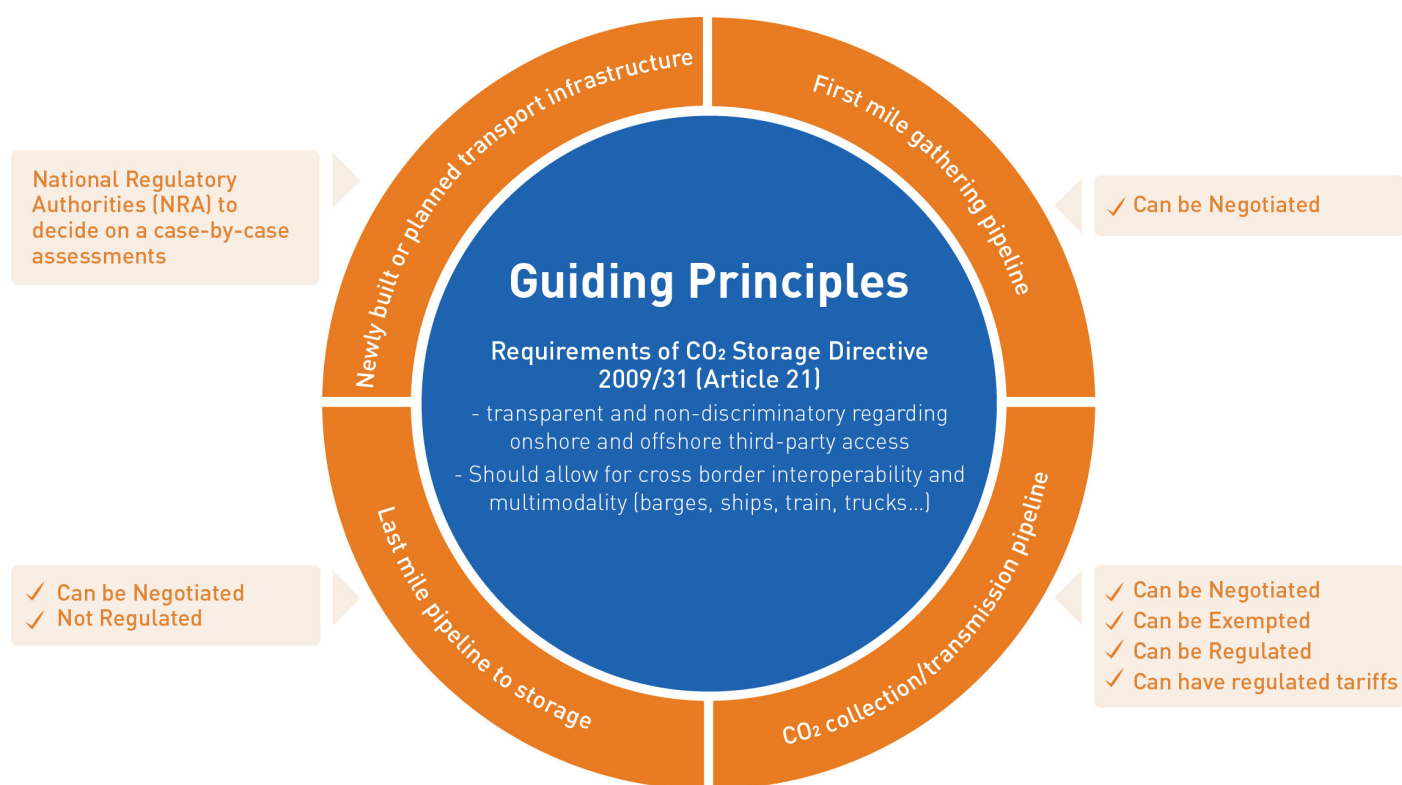 Newly built or planned transport infrastructure
First mile gathering pipeline
National Regulatory
Authorities (NRA) to
decide on a case-by-case
assessments
✓ Can be Negotiated
Guiding Principles
Requirements of CO₂ Storage Directive
2009/31 (Article 21)
- transparent and non-discriminatory regarding
onshore and offshore third-party access
- Should allow for cross border interoperability and
multimodality (barges, ships, train, trucks...)
Last mile pipeline to storage
CO₂ collection/transmission pipeline
✓ Can be Negotiated
✓ Not Regulated
✓ Can be Negotiated
✓ Can be Exempted
✓ Can be Regulated
✓ Can have regulated tariffs